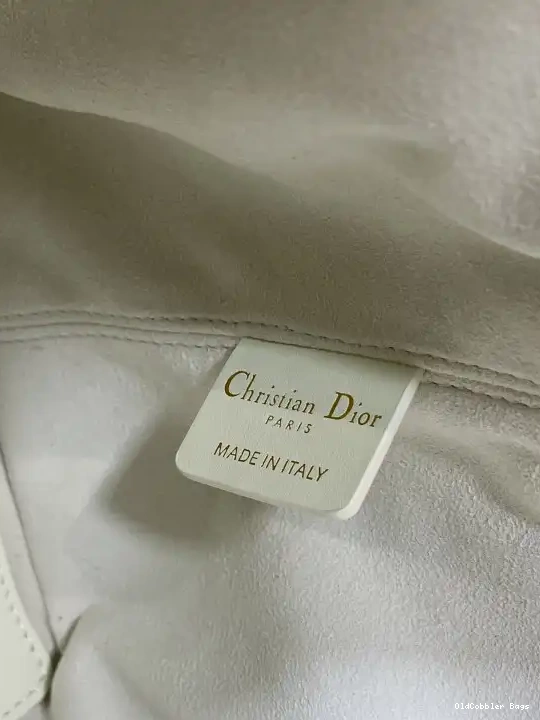 Christian Dior
PARIS
MADE IN ITALY
OldCobbler Bags